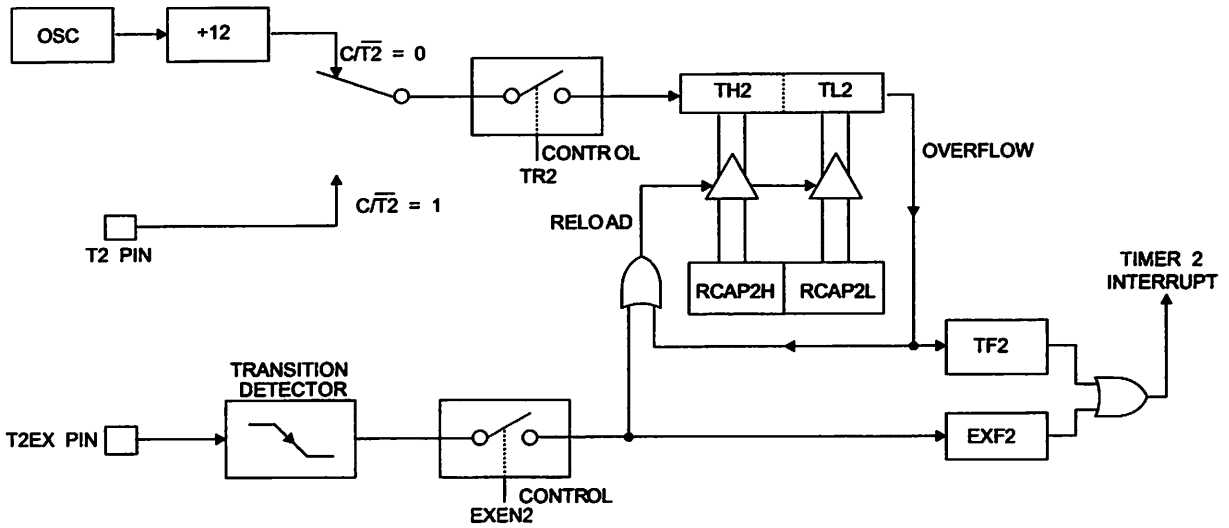 OSC
+12
C/T2 = 0
TH2
TL2
CONTROL
TR2
OVERFLOW
C/T2 = 1
T2 PIN
RELOAD
RCAP2H
RCAP2L
TIMER 2
INTERRUPT
TF2
TRANSITION
DETECTOR
T2EX PIN
EXF2
CONTROL
EXEN2